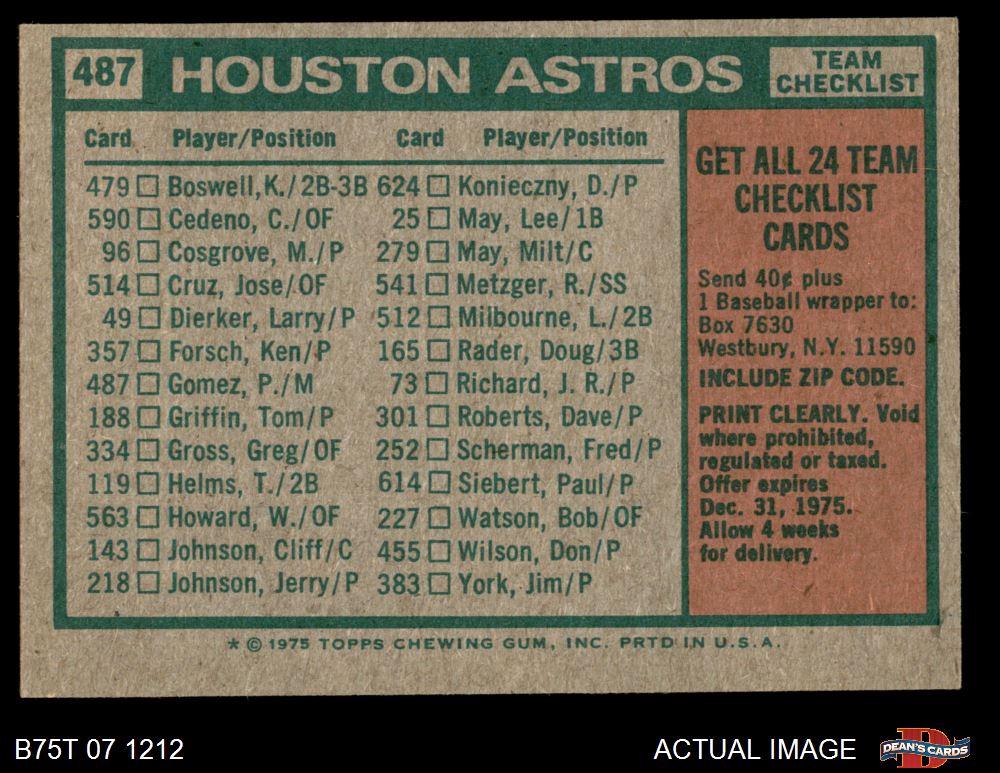 487 HOUSTON ASTROS TEAM CHECKLIST
Card Player/Position Card Player/Position
479 Boswell,K./2B-3B 624 Konieczny, D./P
590 Cedeno, C./OF 25 May, Lee/1B
96 Cosgrove, M./P 279 May, Milt/C
514 Cruz, Jose/OF 541 Metzger, R./SS
49 Dierker, Larry/P 512 Milbourne, L./2B
357 Forsch, Ken/P 165 Rader, Doug/3B
487 Gomez, P./M 73 Richard, J. R./P
188 Griffin, Tom/P 301 Roberts, Dave/P
334 Gross, Greg/OF 252 Scherman, Fred/P
119 Helms, T./2B 614 Siebert, Paul/P
563 Howard, W./OF 227 Watson, Bob/OF
143 Johnson, Cliff/C 455 Wilson, Don/P
218 Johnson, Jerry/P 383 York, Jim/P
GET ALL 24 TEAM
CHECKLIST
CARDS
Send 40¢ plus
1 Baseball wrapper to:
Box 7630
Westbury, N.Y. 11590
INCLUDE ZIP CODE.
PRINT CLEARLY. Void
where prohibited,
regulated or taxed.
Offer expires
Dec. 31, 1975.
Allow 4 weeks
for delivery.
* © 1975 TOPPS CHEWING GUM, INC. PRTD IN U.S.A.
B75T 07 1212 ACTUAL IMAGE DEAN'S CARDS